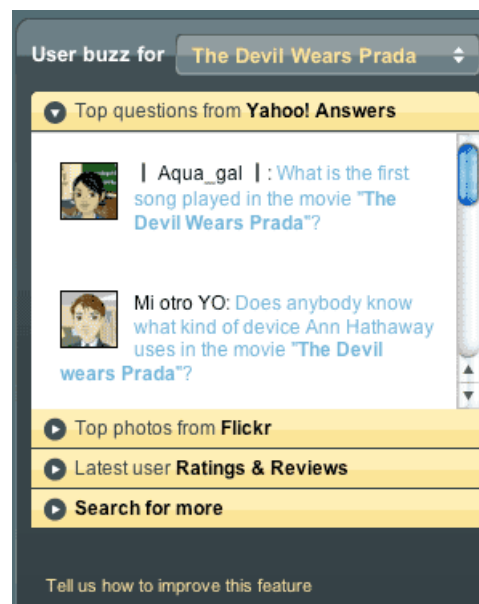 User buzz for The Devil Wears Prada
Top questions from Yahoo! Answers
| Aqua_gal | : What is the first
song played in the movie "The
Devil Wears Prada"?
Mi otro YO: Does anybody know
what kind of device Ann Hathaway
uses in the movie "The Devil
wears Prada"?
Top photos from Flickr
Latest user Ratings & Reviews
Search for more
Tell us how to improve this feature